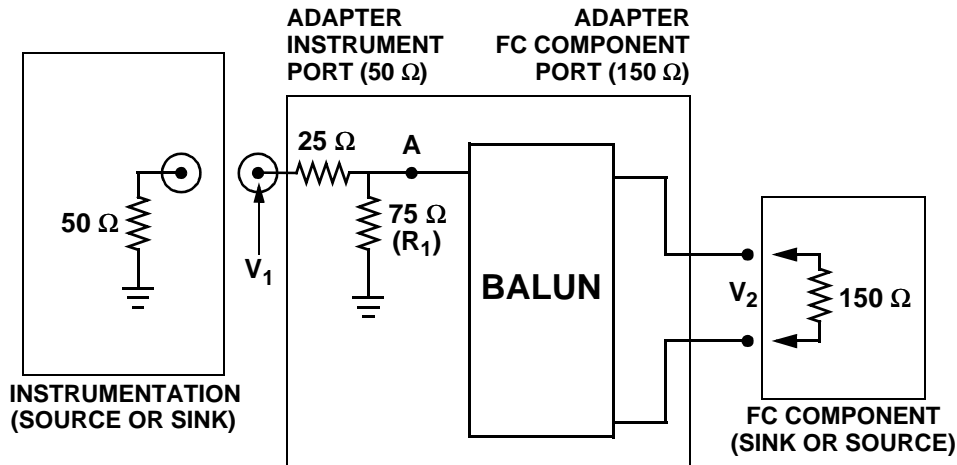 ADAPTER
INSTRUMENT
PORT (50 Ω)
ADAPTER
FC COMPONENT
PORT (150 Ω)
25 Ω
A
50 Ω
75 Ω
(R1)
V1
BALUN
V2
150 Ω
INSTRUMENTATION
(SOURCE OR SINK)
FC COMPONENT
(SINK OR SOURCE)